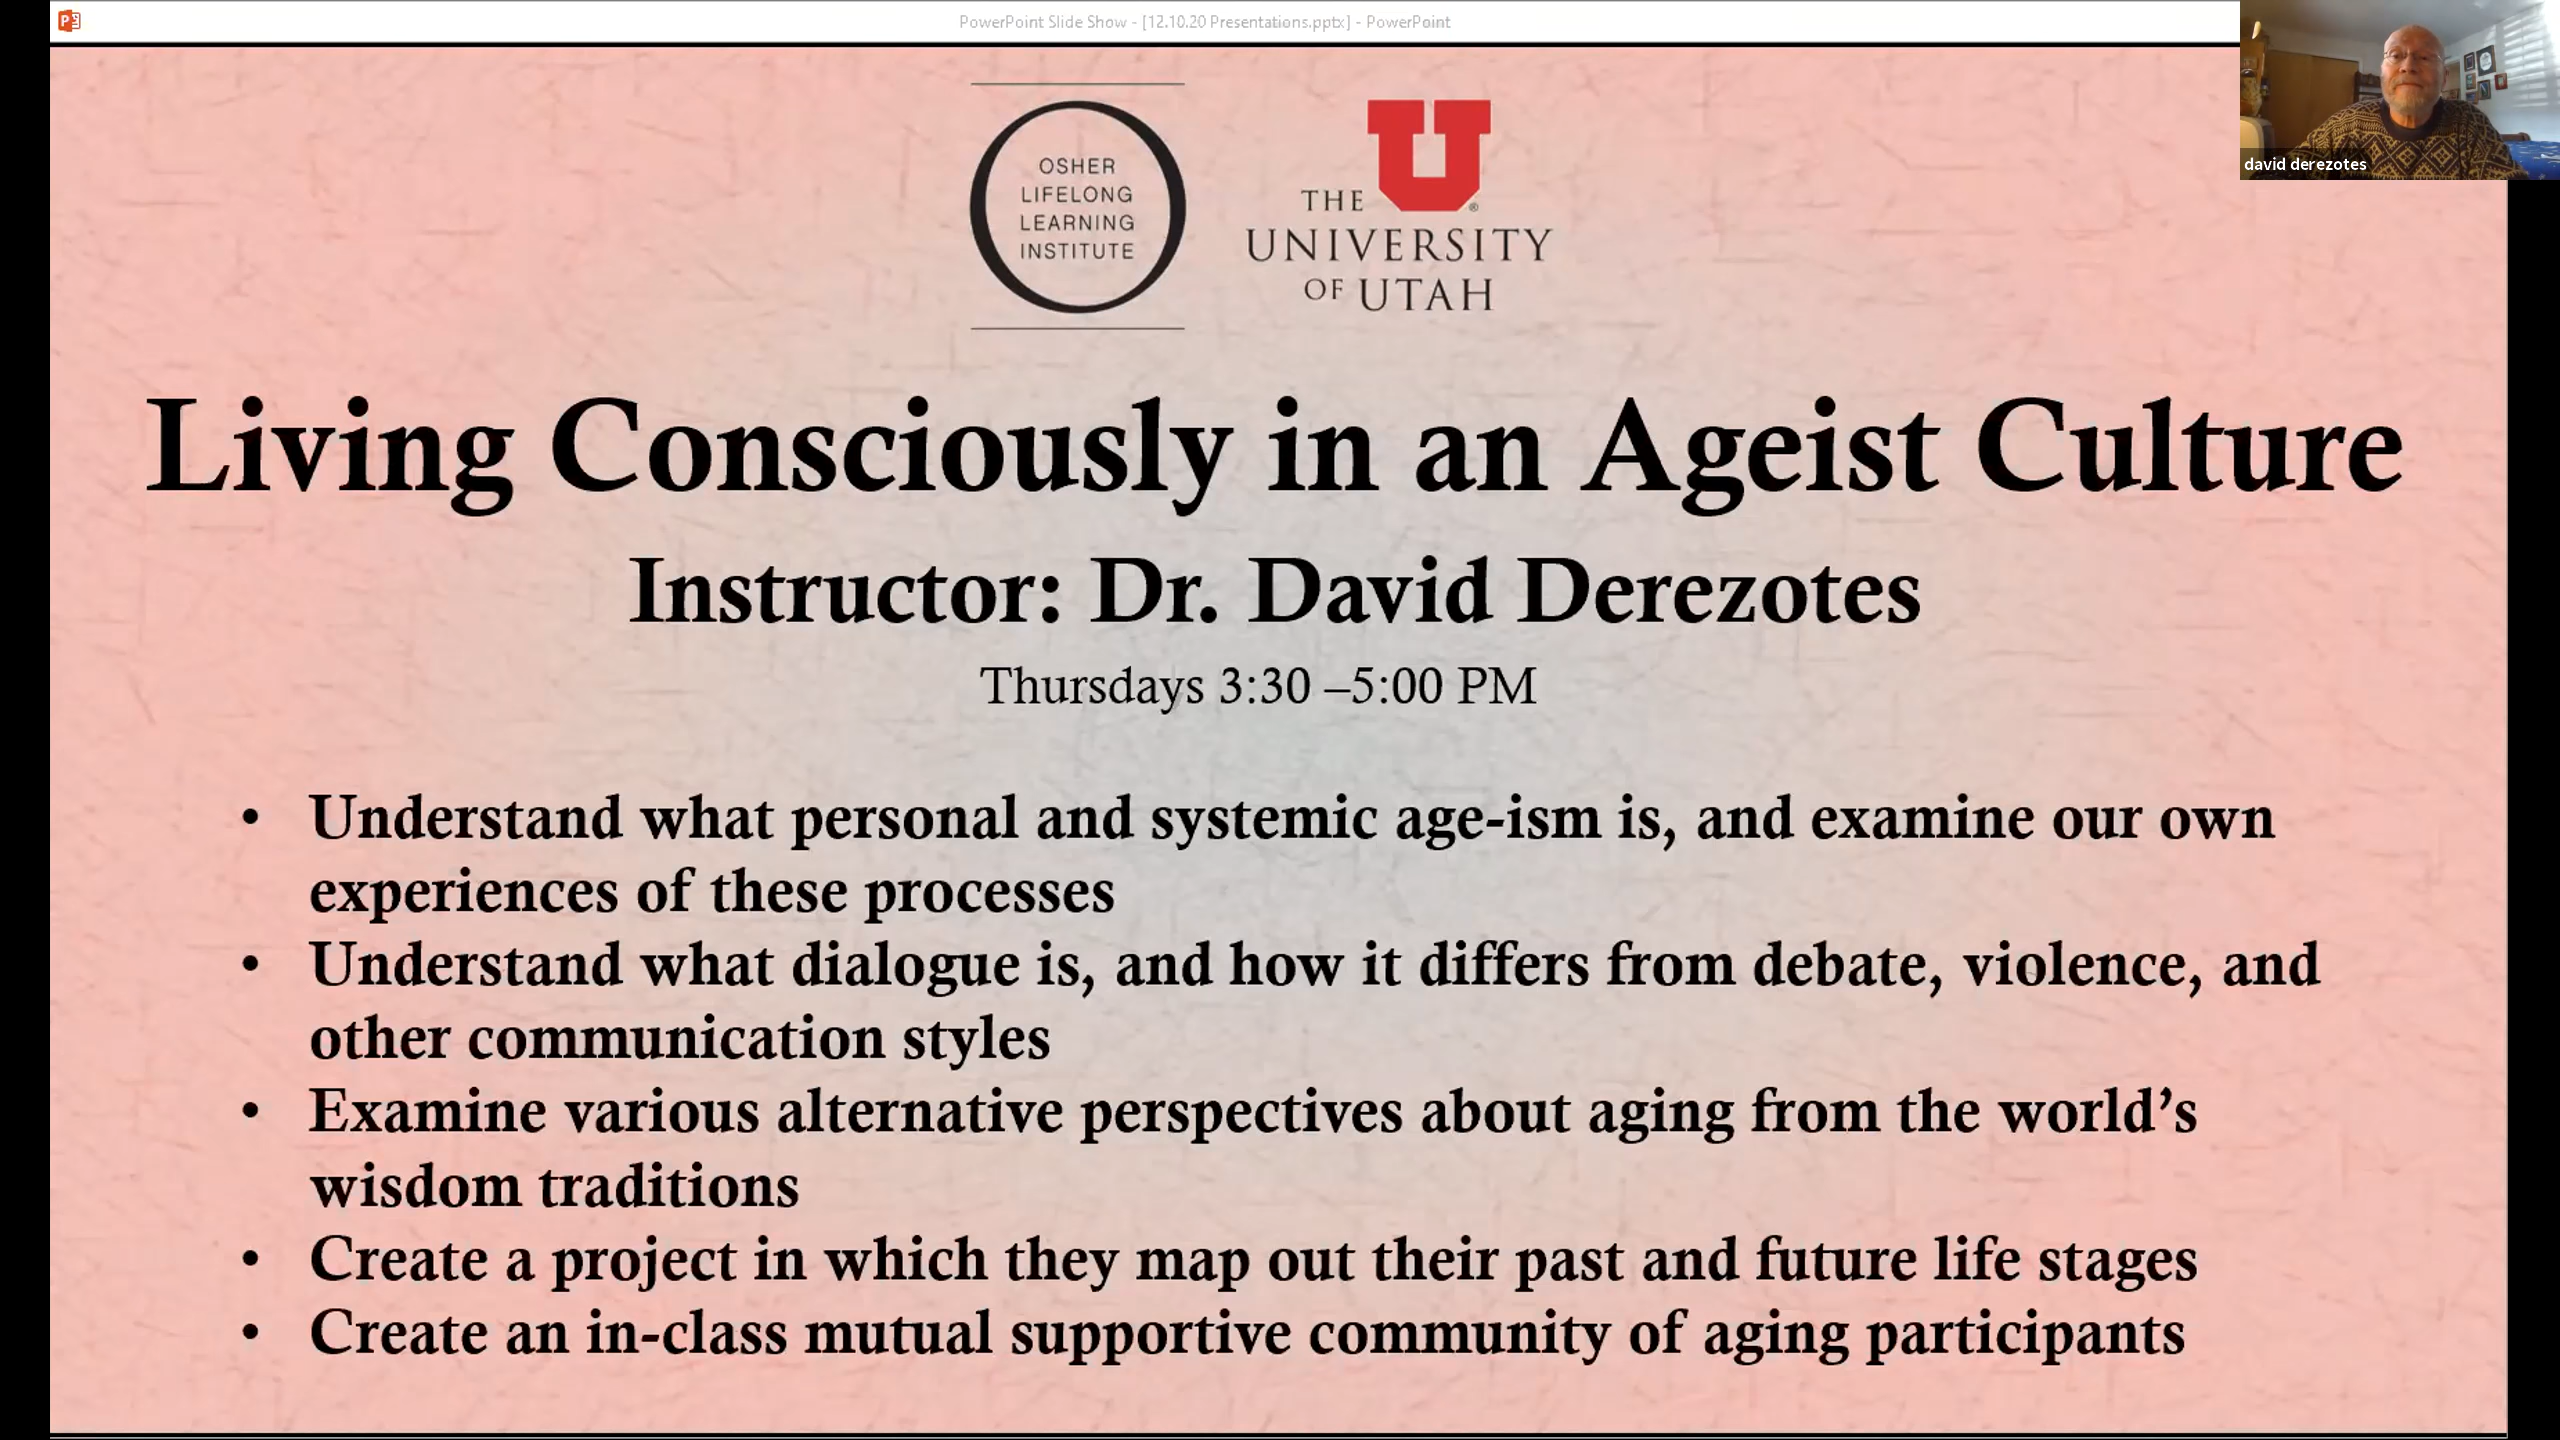 PowerPoint Slide Show - [12.10.20 Presentations.pptx] - PowerPoint
david derezotes
OSHER
LIFELONG
LEARNING
INSTITUTE
U
THE
UNIVERSITY
OF UTAH
Living Consciously in an Ageist Culture
Instructor: Dr. David Derezotes
Thursdays 3:30 –5:00 PM
• Understand what personal and systemic age-ism is, and examine our own
experiences of these processes
• Understand what dialogue is, and how it differs from debate, violence, and
other communication styles
• Examine various alternative perspectives about aging from the world’s
wisdom traditions
• Create a project in which they map out their past and future life stages
• Create an in-class mutual supportive community of aging participants